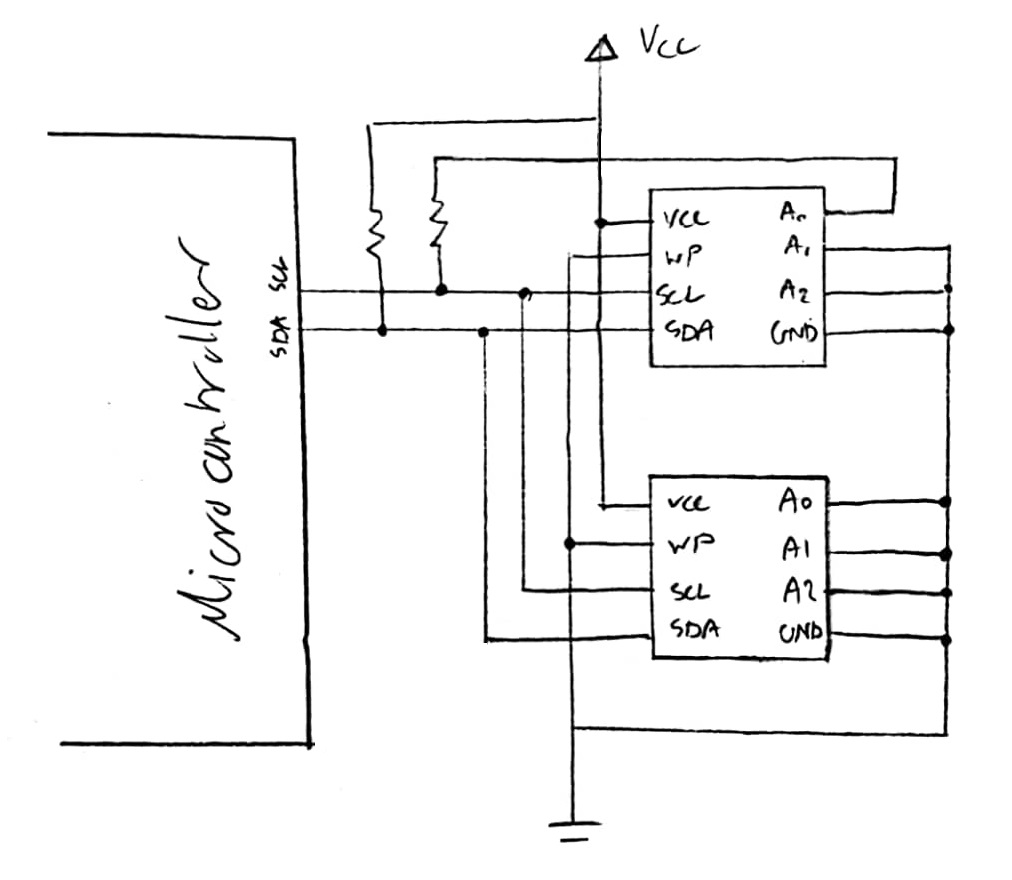 Vcc
Microcontroller
SCL
SDA
VCC
WP
SCL
SDA
A0
A1
A2
GND
VCC
WP
SCL
SDA
A0
A1
A2
GND